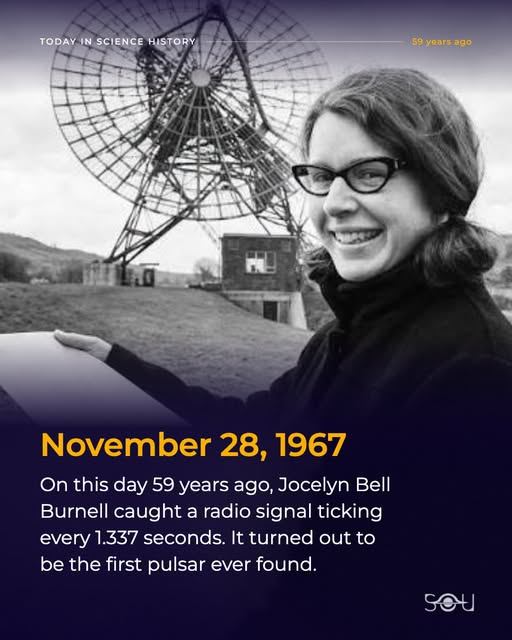 TODAY IN SCIENCE HISTORY
59 years ago
November 28, 1967
On this day 59 years ago, Jocelyn Bell
Burnell caught a radio signal ticking
every 1.337 seconds. It turned out to
be the first pulsar ever found.
SOU